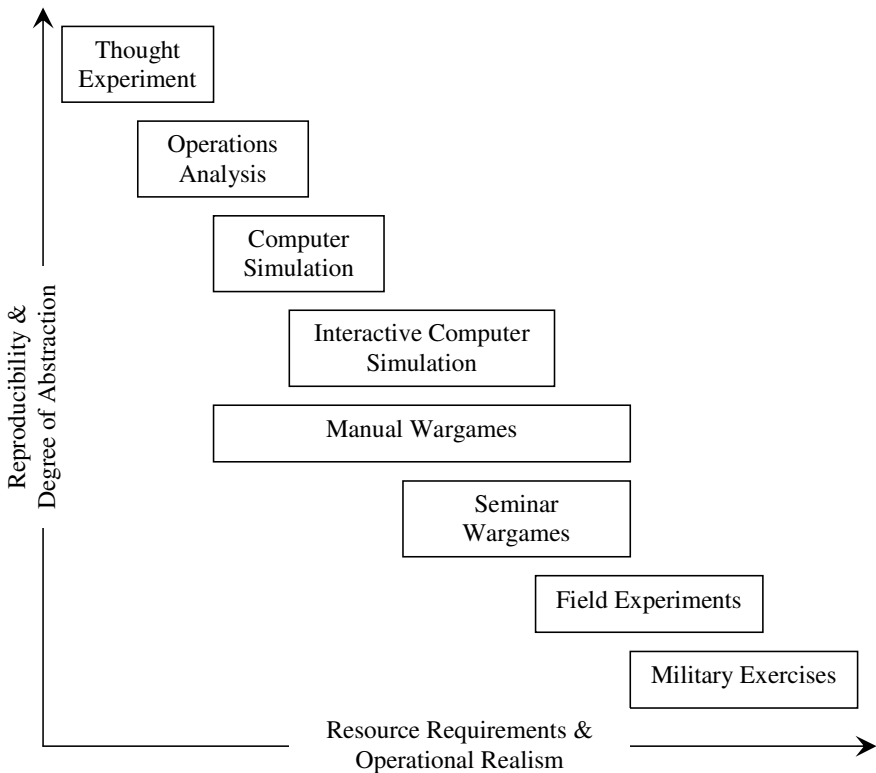 Thought
Experiment
Operations
Analysis
Computer
Simulation
Interactive Computer
Simulation
Manual Wargames
Seminar
Wargames
Field Experiments
Military Exercises
Reproducibility &
Degree of Abstraction
Resource Requirements &
Operational Realism